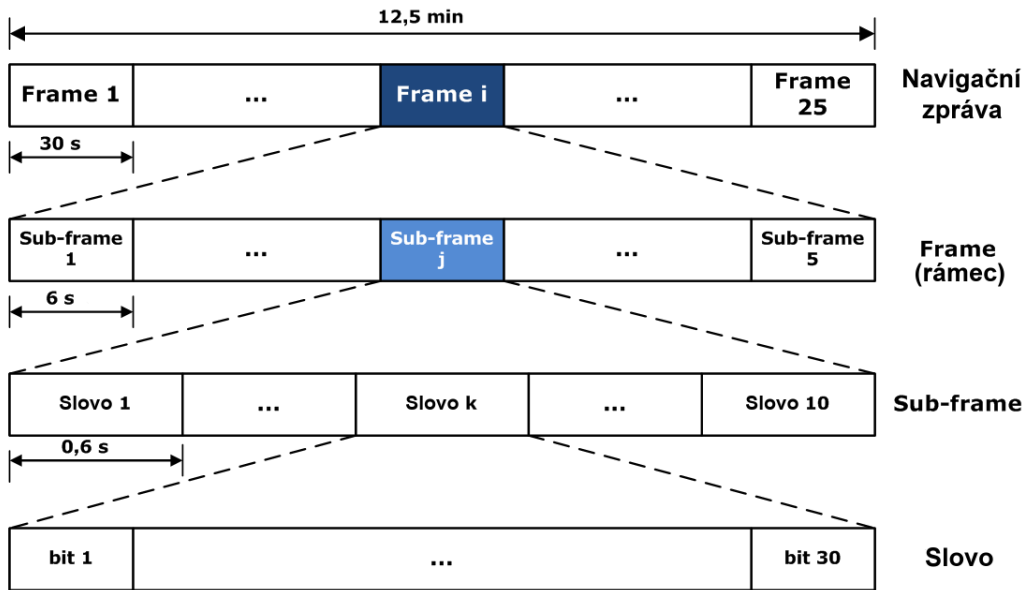 12,5 min
Frame 1
...
Frame i
...
Frame
25
Navigační
zpráva
30 s
Sub-frame
1
...
Sub-frame
j
...
Sub-frame
5
Frame
(rámec)
6 s
Slovo 1
...
Slovo k
...
Slovo 10
Sub-frame
0,6 s
bit 1
...
bit 30
Slovo